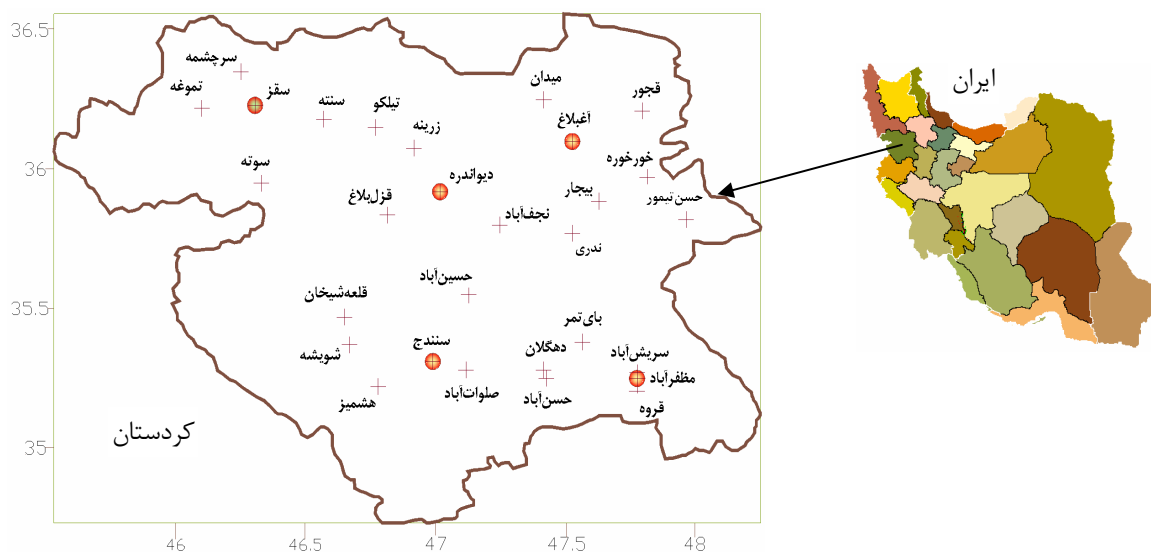 36.5
36
35.5
35
46
46.5
47
47.5
48
ایران
کردستان
سرچشمه
تموغه
سقز
سنته
تیلکو
زرینه
میدان
قجور
آغبلاغ
سوته
دیواندره
خورخوره
قزل‌بلاغ
نجف‌آباد
بیجار
حسن‌تیمور
ندری
حسین‌آباد
قلعه‌شیخان
شویشه
سنندج
بای‌تمر
دهگلان
سریش‌آباد
مظفرآباد
هشمیز
صلوات‌آباد
حسن‌آباد
قروه